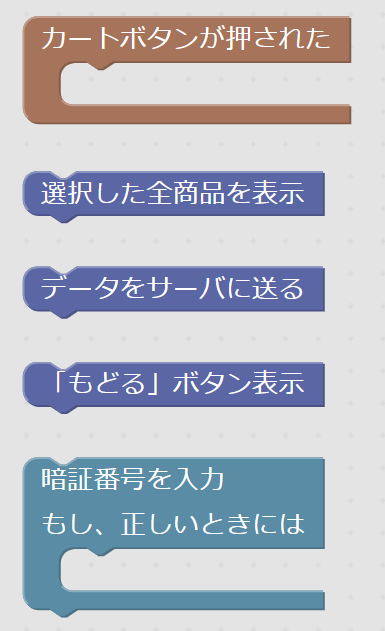 カートボタンが押された
選択した全商品を表示
データをサーバに送る
「もどる」ボタン表示
暗証番号を入力
もし、正しいときには